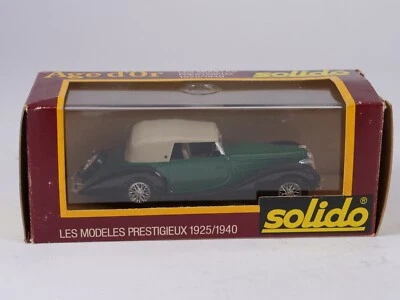 Age d'Or
solido
LES MODELES PRESTIGIEUX 1925/1940
solido®